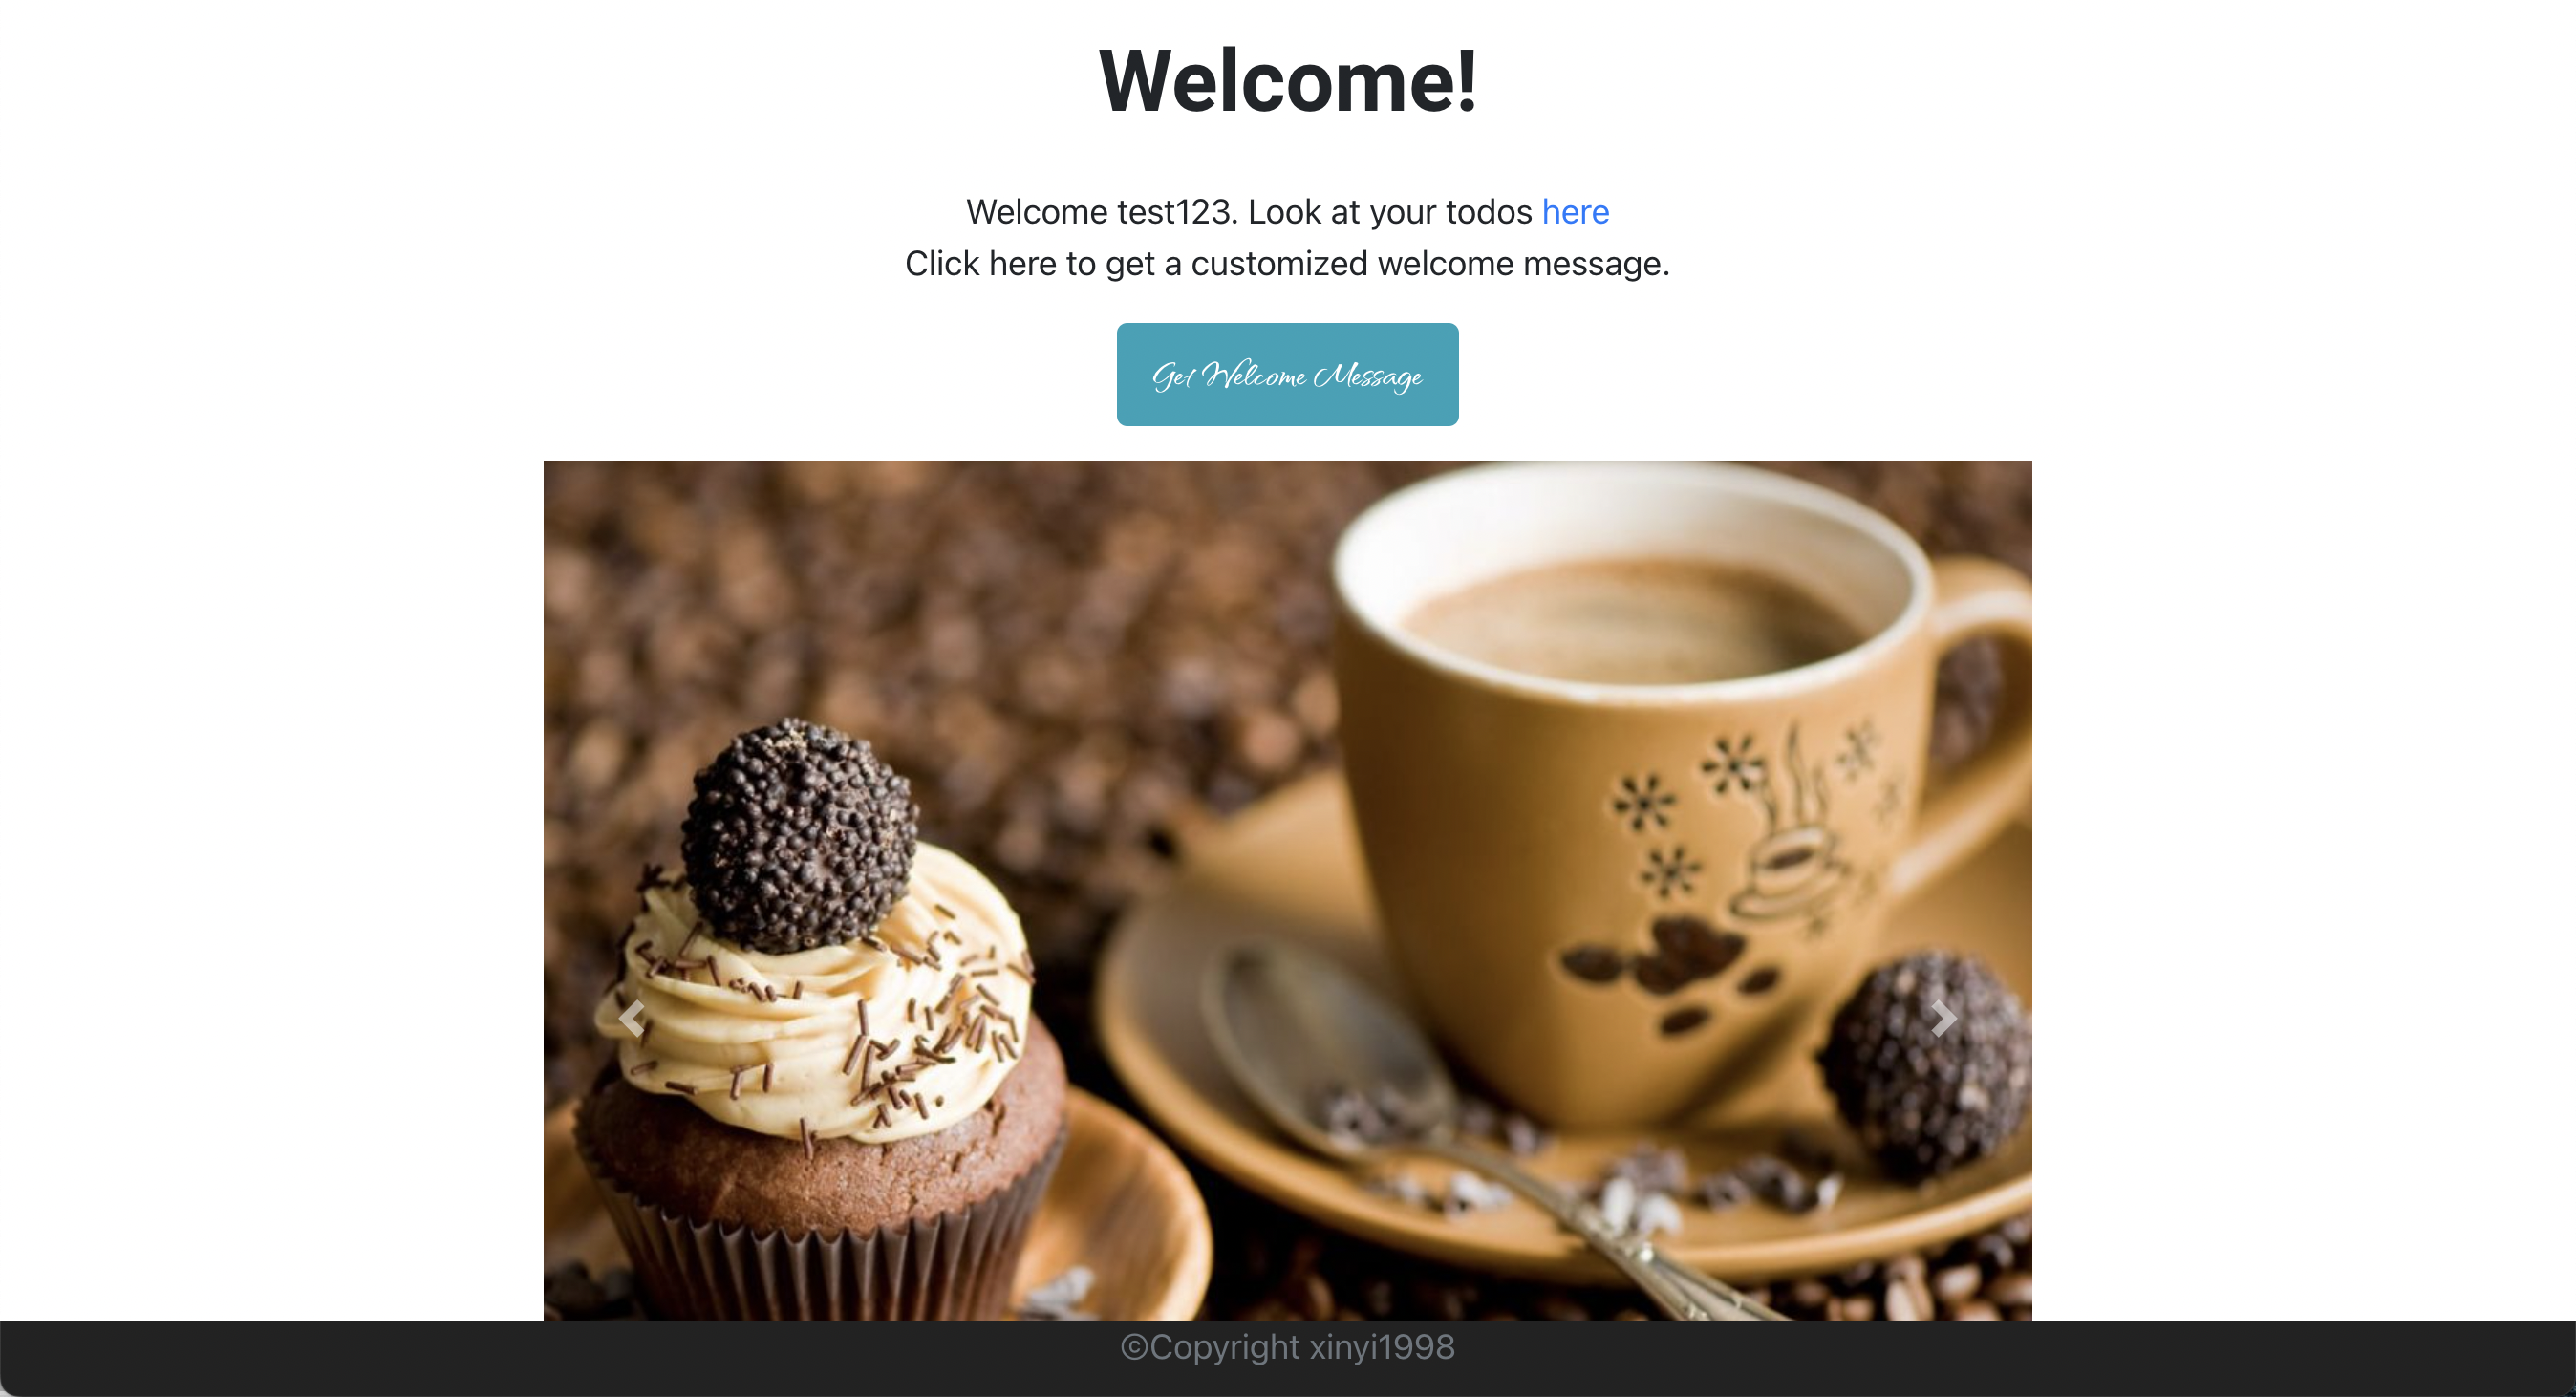 Welcome!
Welcome test123. Look at your todos here
Click here to get a customized welcome message.
Get Welcome Message
©Copyright xinyi1998